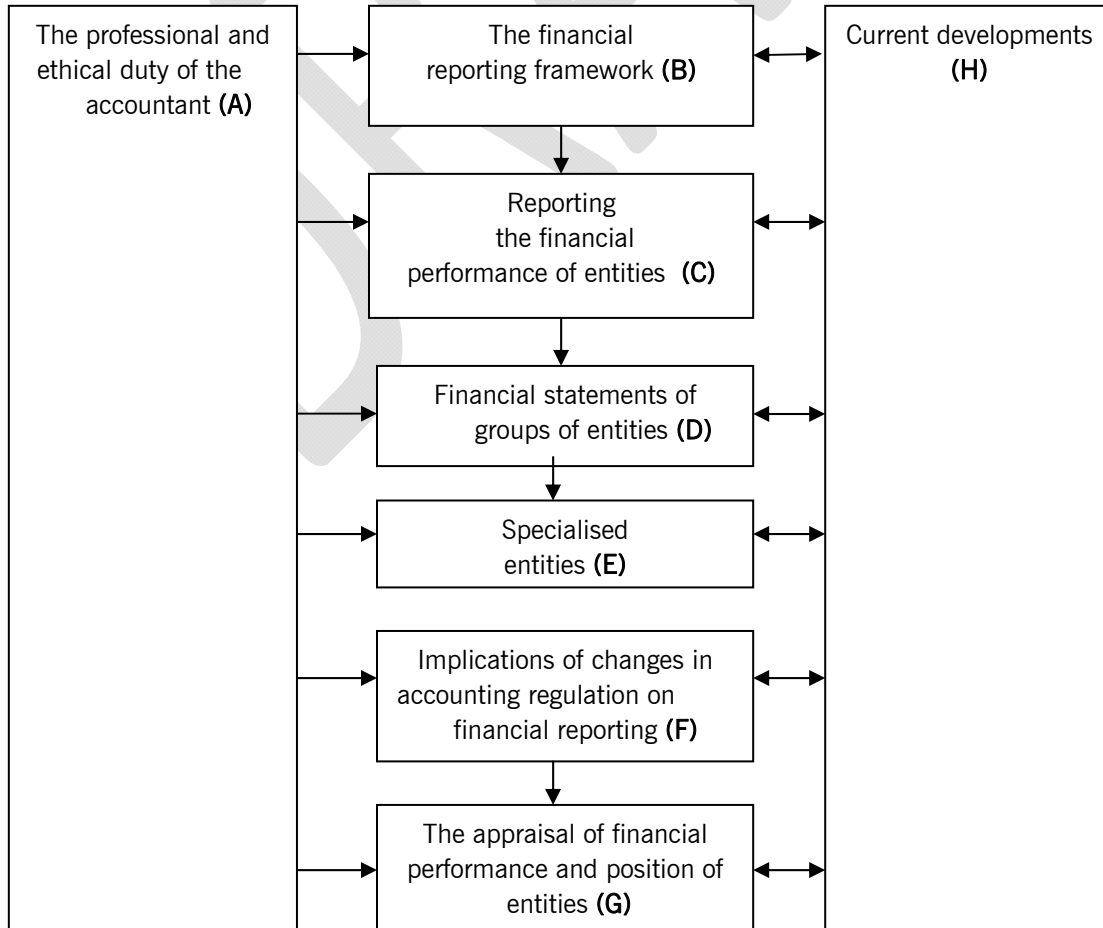 The professional and
ethical duty of the
accountant (A)
The financial
reporting framework (B)
Current developments
(H)
Reporting
the financial
performance of entities (C)
Financial statements of
groups of entities (D)
Specialised
entities (E)
Implications of changes in
accounting regulation on
financial reporting (F)
The appraisal of financial
performance and position of
entities (G)